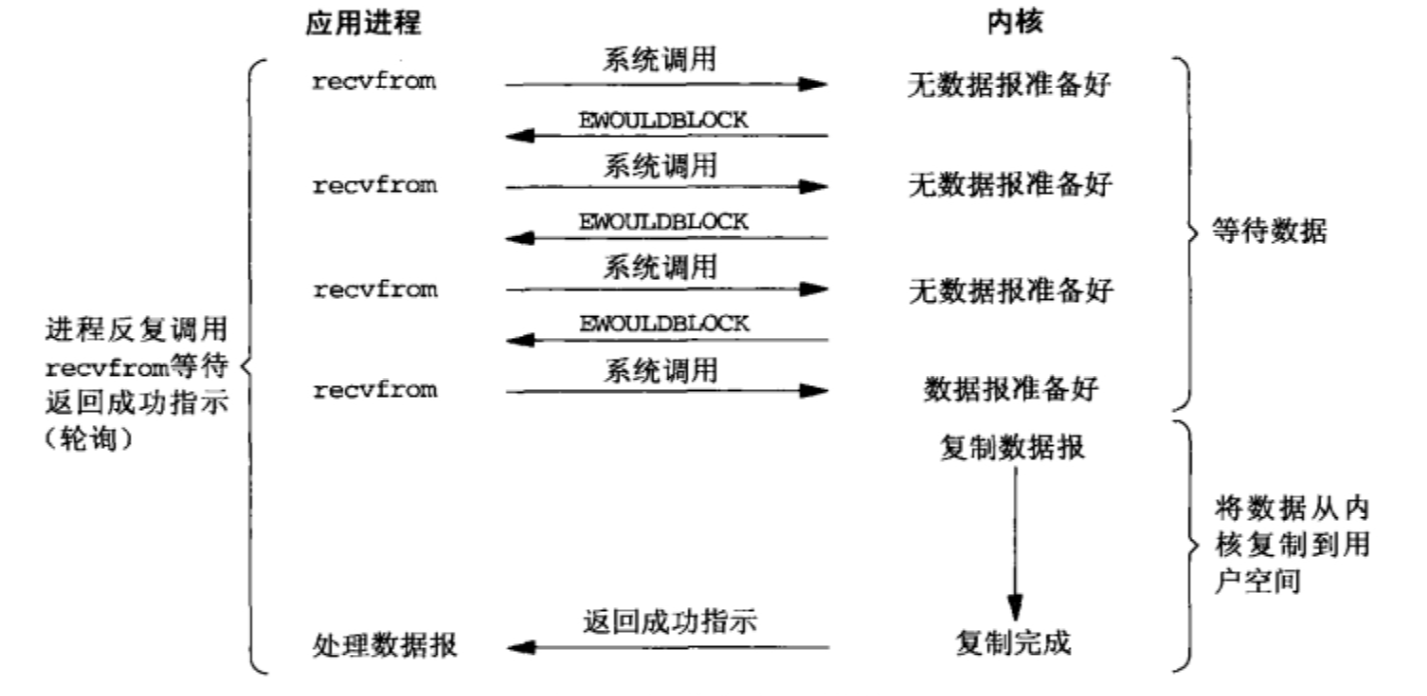 应用进程
内核
系统调用
recvfrom
无数据报准备好
EWOULDBLOCK
系统调用
recvfrom
无数据报准备好
EWOULDBLOCK
系统调用
recvfrom
无数据报准备好
EWOULDBLOCK
系统调用
recvfrom
数据报准备好
等待数据
进程反复调用
recvfrom等待
返回成功指示
(轮询)
复制数据报
将数据从内
核复制到用
户空间
返回成功指示
处理数据报
复制完成